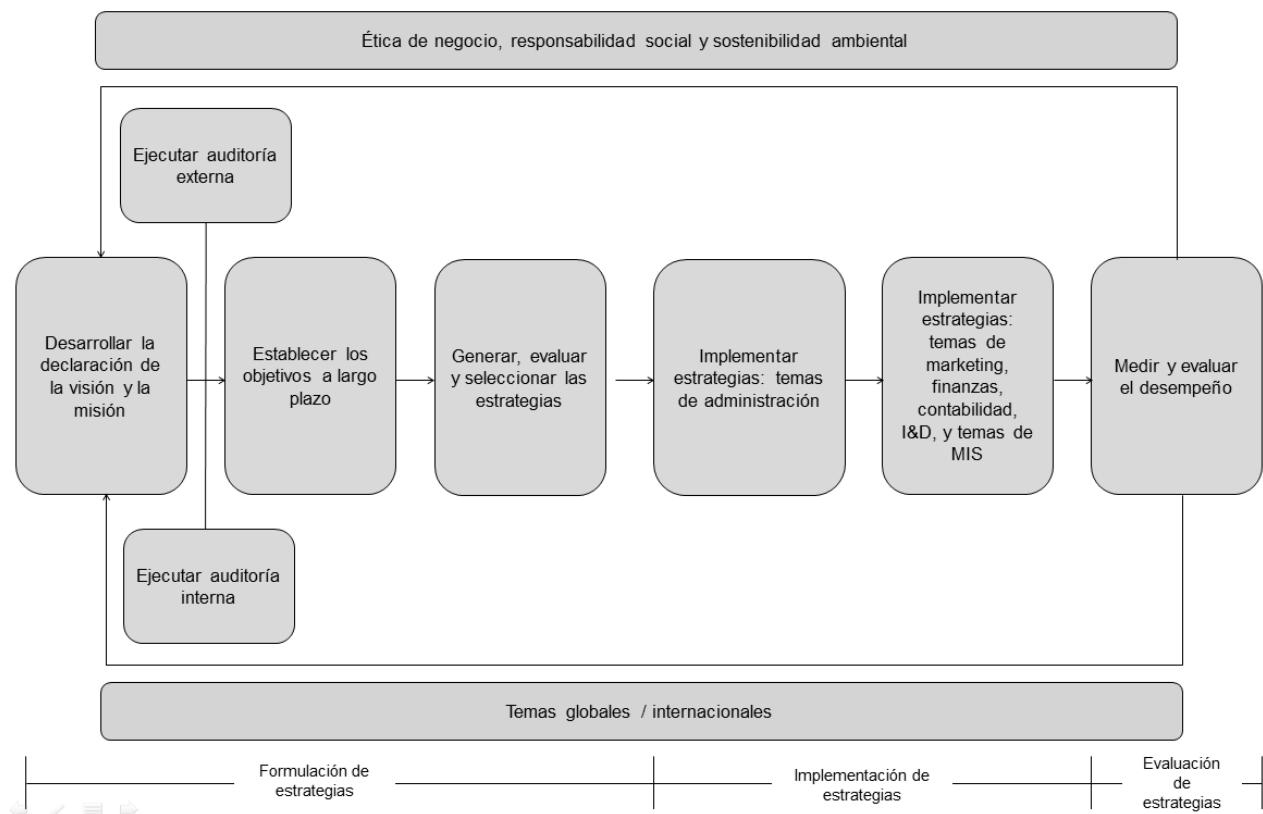 Ética de negocio, responsabilidad social y sostenibilidad ambiental
Ejecutar auditoría
externa
Desarrollar la
declaración de
la visión y la
misión
Establecer los
objetivos a largo
plazo
Generar, evaluar
y seleccionar las
estrategias
Implementar
estrategias: temas
de administración
Implementar
estrategias:
temas de
marketing,
finanzas,
contabilidad,
I&D, y temas de
MIS
Medir y evaluar
el desempeño
Ejecutar auditoría
interna
Temas globales / internacionales
Formulación de
estrategias
Implementación de
estrategias
Evaluación
de
estrategias